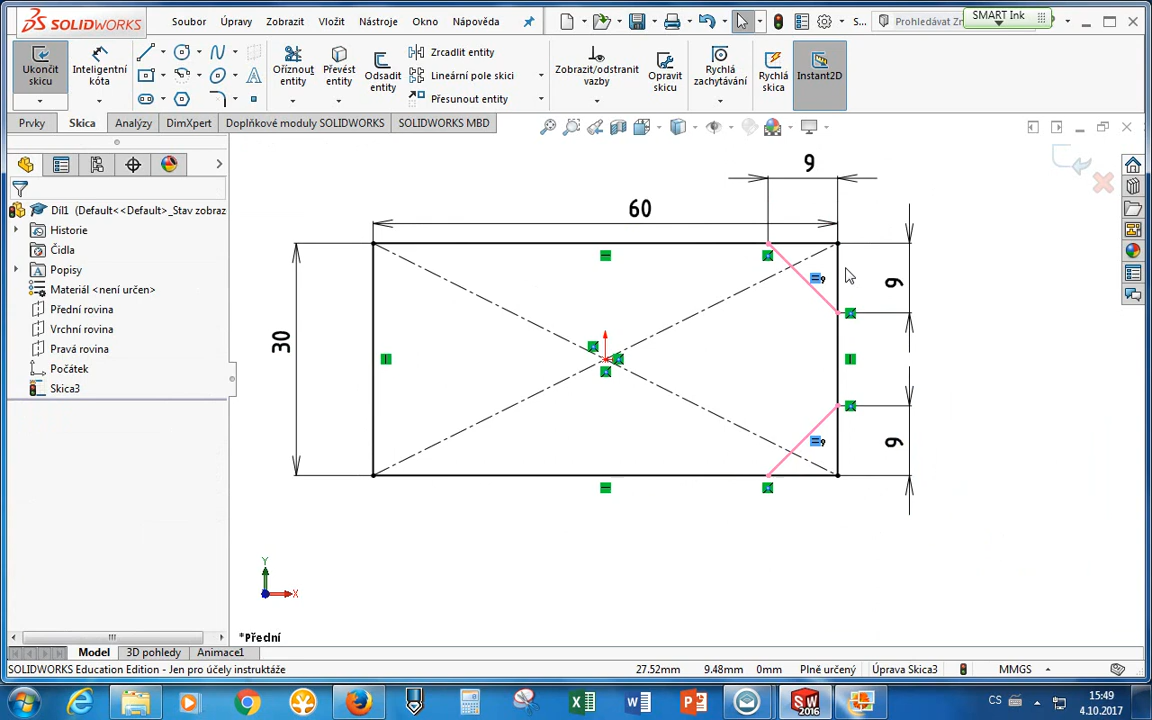 SOLIDWORKS
Soubor
Úpravy
Zobrazit
Vložit
Nástroje
Okno
Nápověda
S...
Prohledávat Zn
SMART Ink
Ukončit skicu
Inteligentní kóta
Oříznout entity
Převést entity
Odsadit entity
Zrcadlit entity
Lineární pole skici
Přesunout entity
Zobrazit/odstranit vazby
Opravit skicu
Rychlá zachytávání
Rychlá skica
Instant2D
Prvky
Skica
Analýzy
DimXpert
Doplňkové moduly SOLIDWORKS
SOLIDWORKS MBD
Díl1 (Default<<Default>_Stav zobraz
Historie
Čidla
Popisy
Materiál <není určen>
Přední rovina
Vrchní rovina
Pravá rovina
Počátek
Skica3
9
60
9
30
9
9
9
Y
X
*Přední
Model
3D pohledy
Animace1
SOLIDWORKS Education Edition - Jen pro účely instruktáže
27.52mm
9.48mm
0mm
Plně určený
Úprava Skica3
MMGS
SW
2016
CS
15:49
4.10.2017